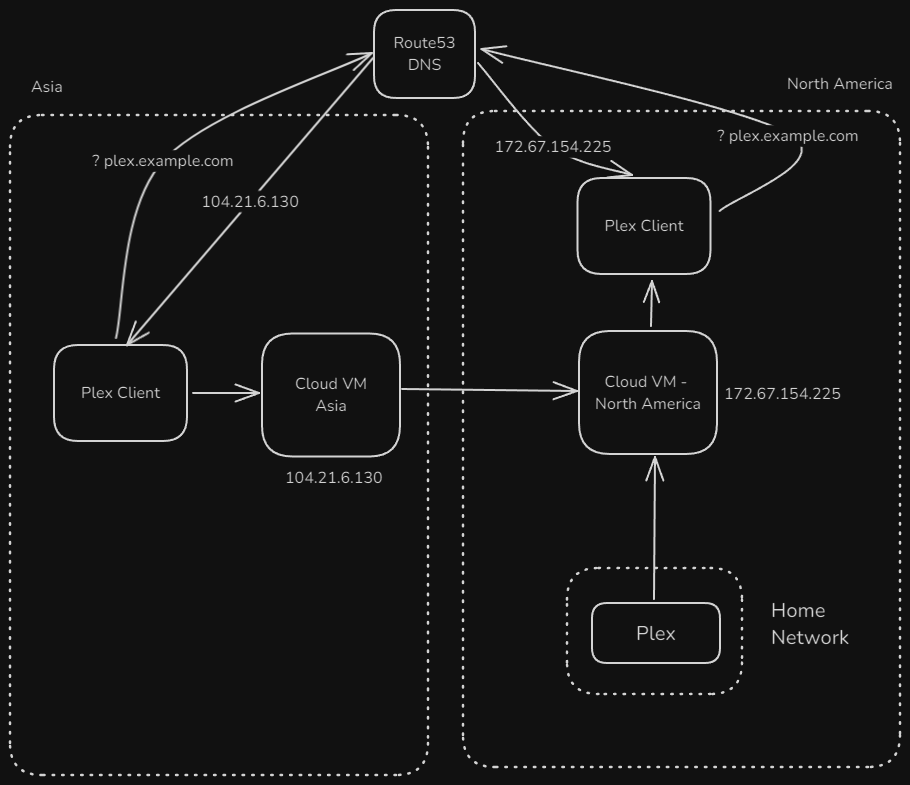 Route53
DNS
Asia
North America
? plex.example.com
172.67.154.225
? plex.example.com
104.21.6.130
Plex Client
Plex Client
Cloud VM
Asia
Cloud VM -
North America
172.67.154.225
104.21.6.130
Plex
Home
Network